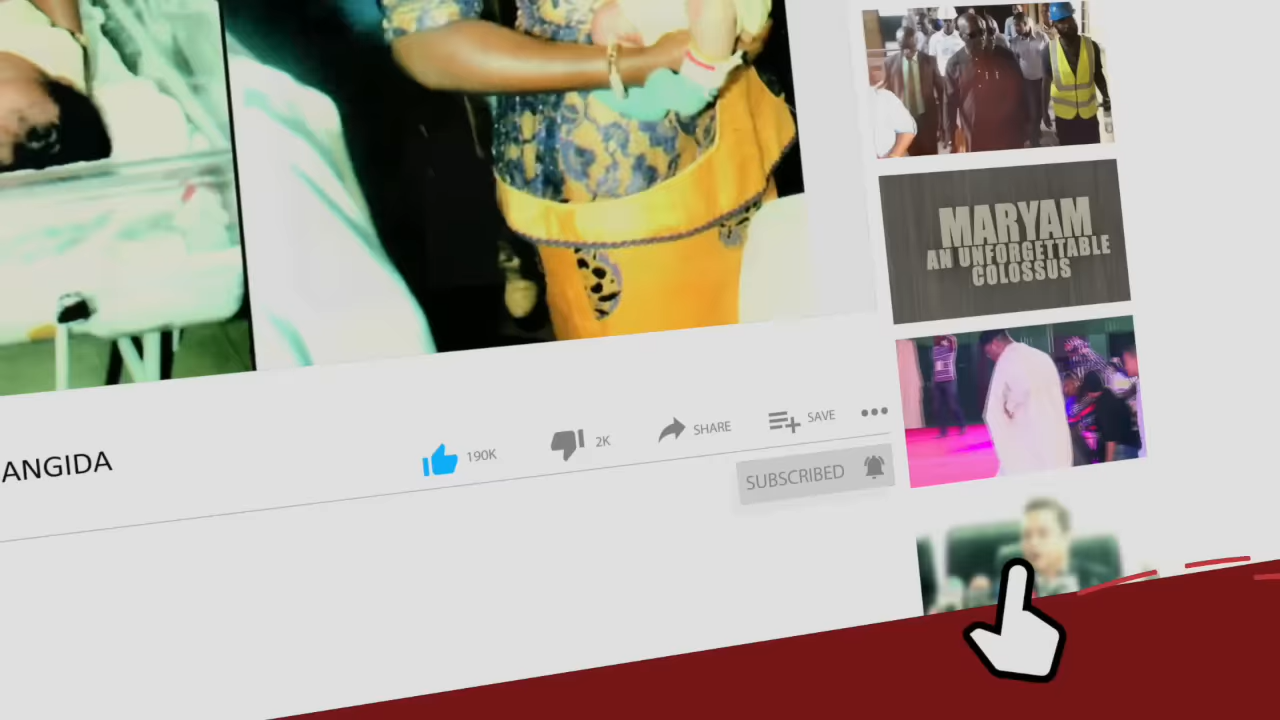 MARYAM
AN UNFORGETTABLE
COLOSSUS
ANGIDA
190K
2K
SHARE
SAVE
SUBSCRIBED